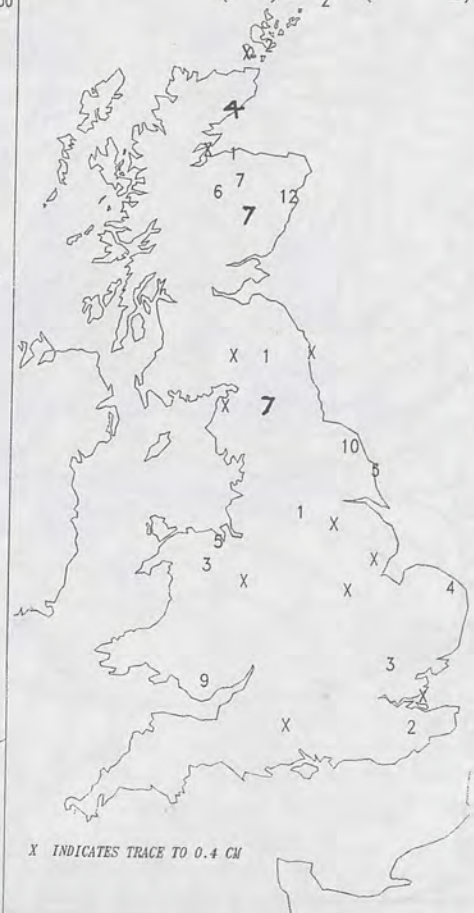 X
4
X 1
7
6 12
7
X 1 X
7
X
10
5
1
X
5
3 X
X X
4
3
9
X
X 2
X INDICATES TRACE TO 0.4 CM